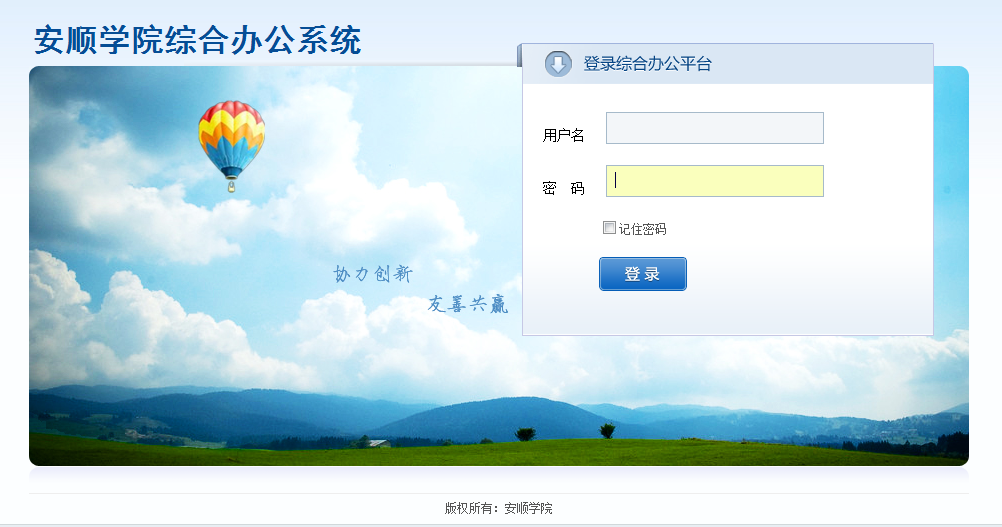 安顺学院综合办公系统
登录综合办公平台
用户名
密 码
记住密码
登 录
协力创新
友善共赢
版权所有：安顺学院